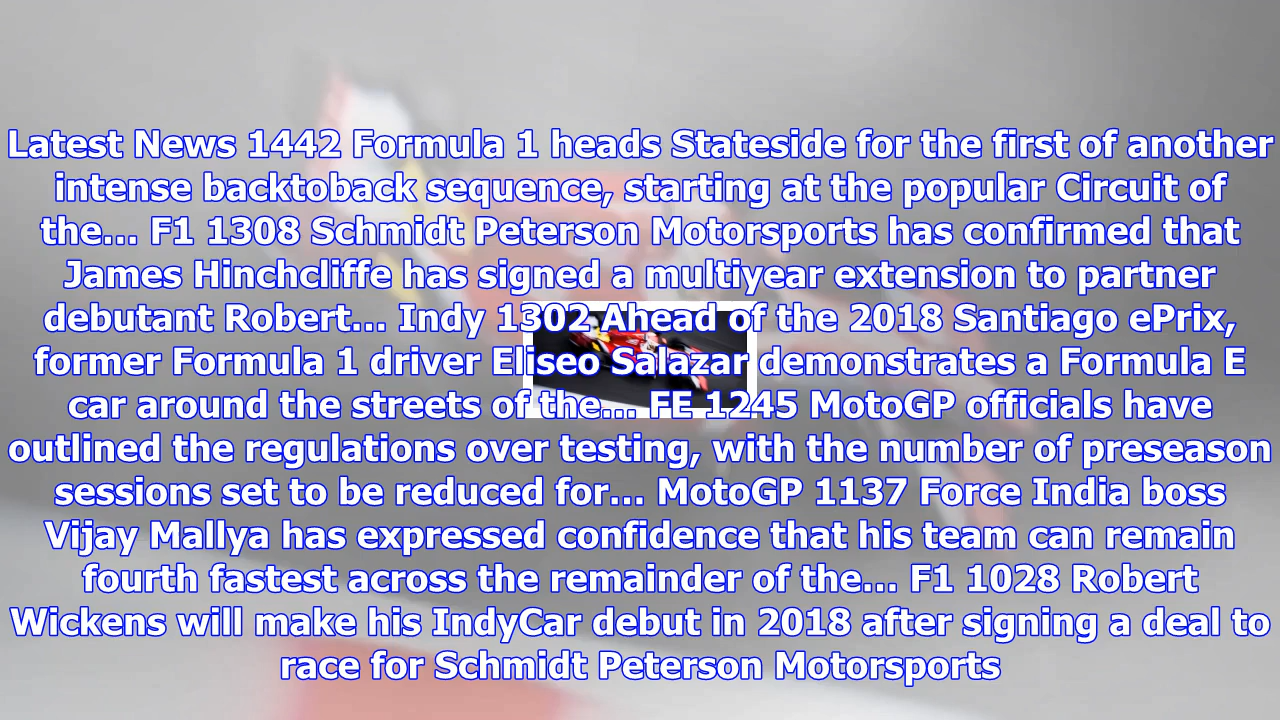 Latest News 1442 Formula 1 heads Stateside for the first of another
intense backtoback sequence, starting at the popular Circuit of
the... F1 1308 Schmidt Peterson Motorsports has confirmed that
James Hinchcliffe has signed a multiyear extension to partner
debutant Robert... Indy 1302 Ahead of the 2018 Santiago ePrix,
former Formula 1 driver Eliseo Salazar demonstrates a Formula E
car around the streets of the... FE 1245 MotoGP officials have
outlined the regulations over testing, with the number of preseason
sessions set to be reduced for... MotoGP 1137 Force India boss
Vijay Mallya has expressed confidence that his team can remain
fourth fastest across the remainder of the... F1 1028 Robert
Wickens will make his IndyCar debut in 2018 after signing a deal to
race for Schmidt Peterson Motorsports